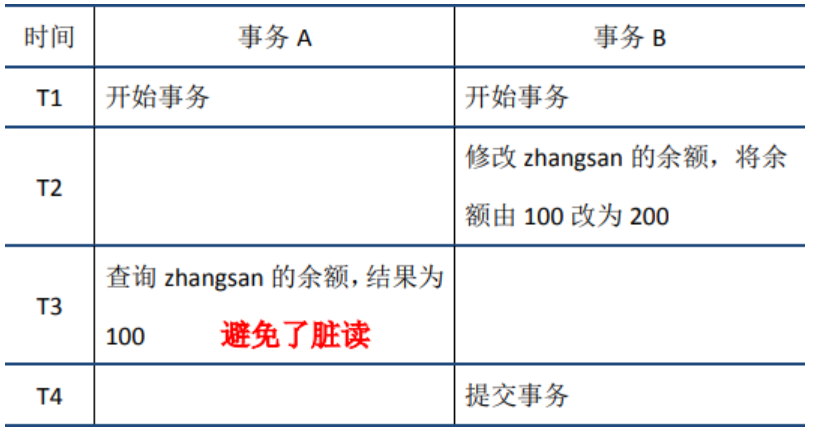 时间 事务 A 事务 B
T1 开始事务 开始事务
修改 zhangsan 的余额，将余
T2
额由 100 改为 200
查询 zhangsan 的余额，结果为
T3
100 避免了脏读
T4 提交事务